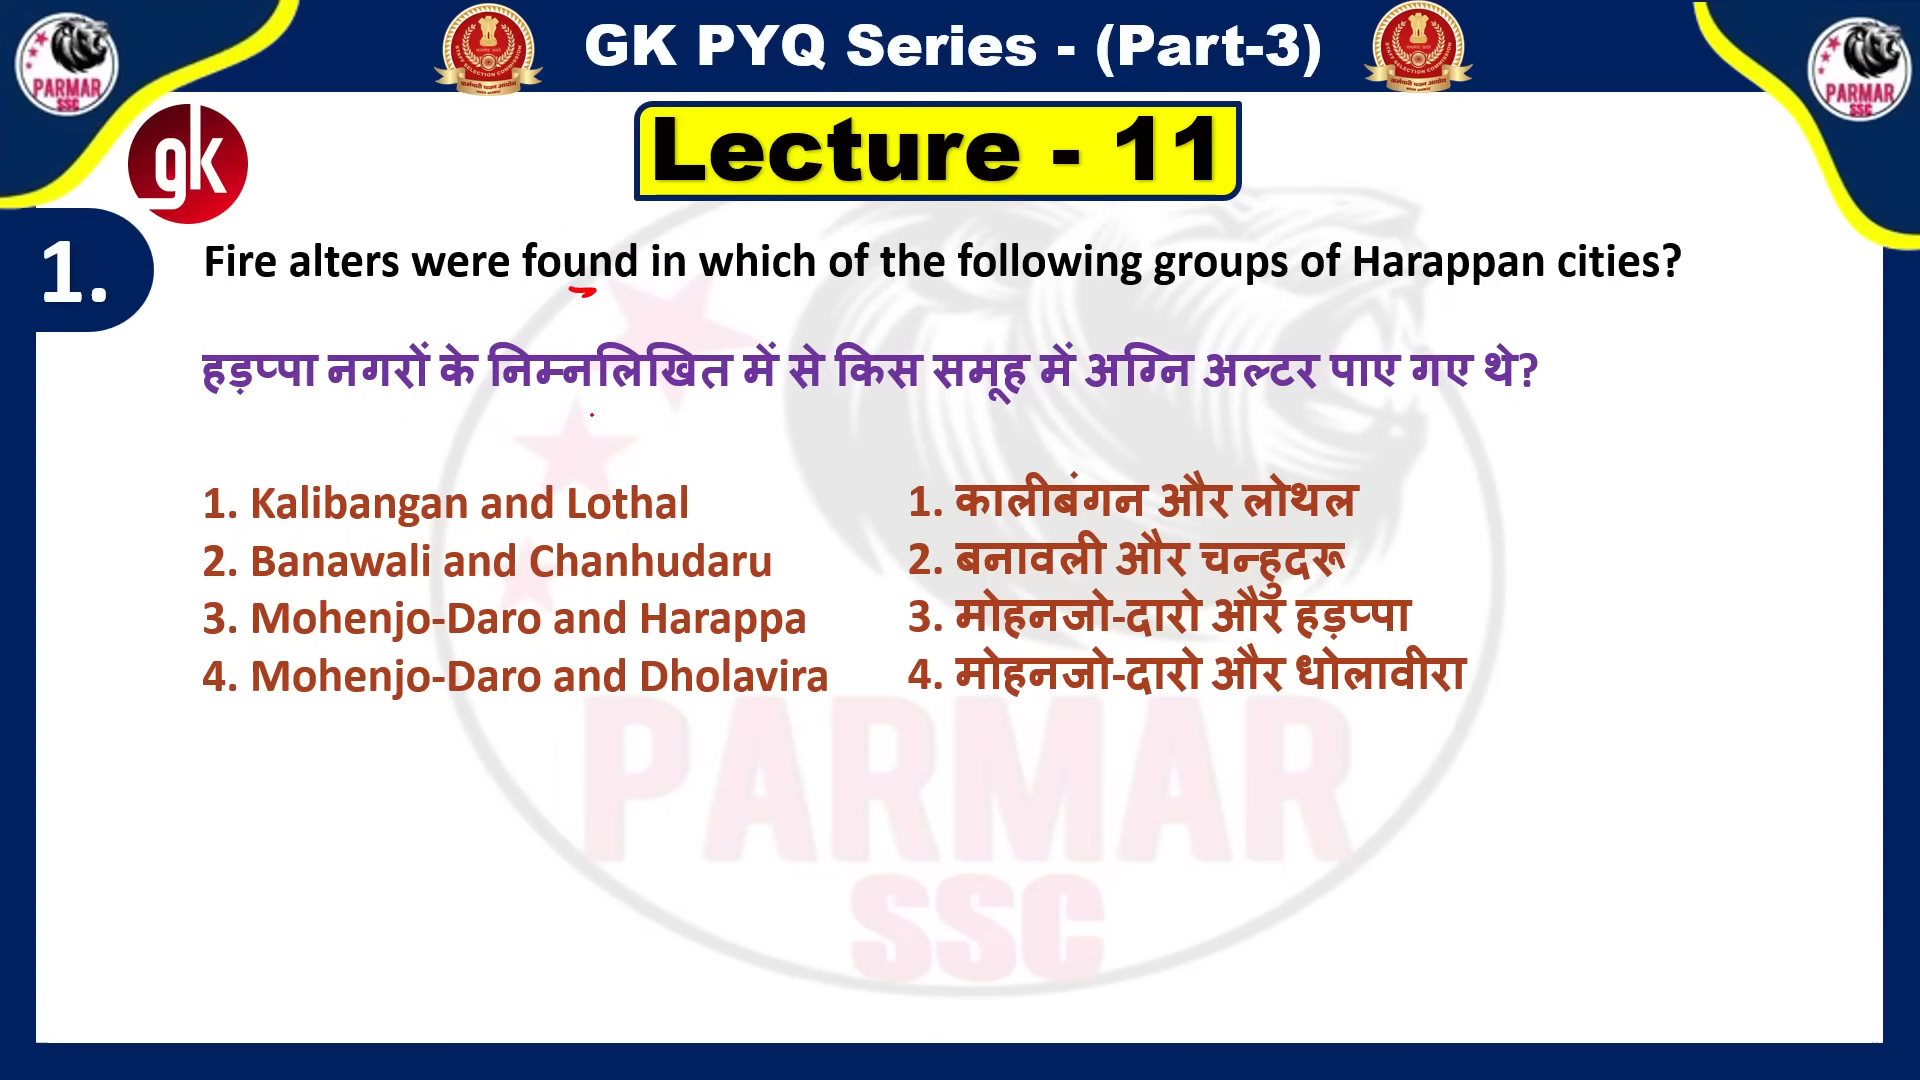 GK PYQ Series - (Part-3)
PARMAR
SSC
PARMAR
SSC
gk
Lecture - 11
1.
Fire alters were found in which of the following groups of Harappan cities?
हड़प्पा नगरों के निम्नलिखित में से किस समूह में अग्नि अल्टर पाए गए थे?
1. Kalibangan and Lothal
2. Banawali and Chanhudaru
3. Mohenjo-Daro and Harappa
4. Mohenjo-Daro and Dholavira
1. कालीबंगन और लोथल
2. बनावली और चन्हुदरू
3. मोहनजो-दारो और हड़प्पा
4. मोहनजो-दारो और धोलावीरा
PARMAR
SSC